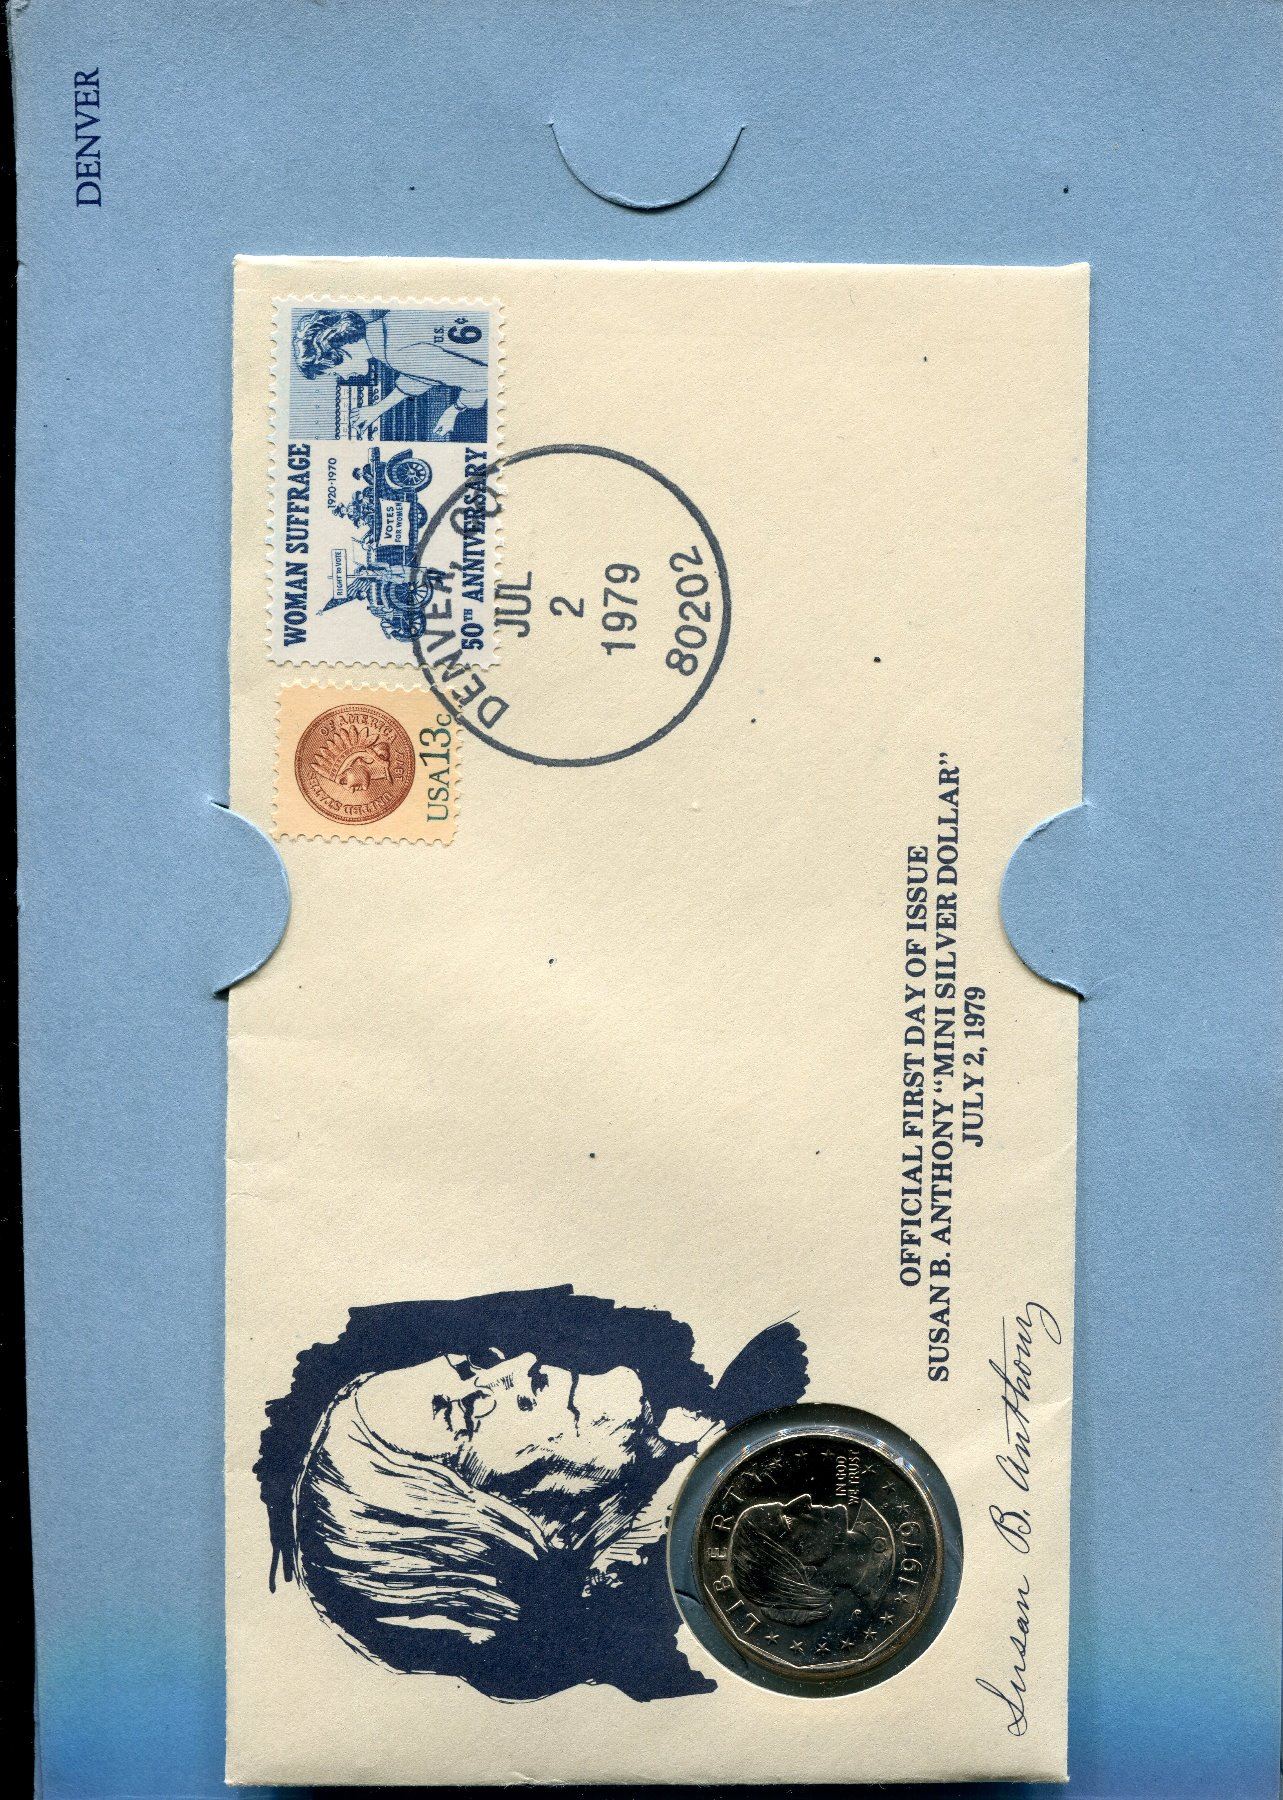 DENVER
WOMAN SUFFRAGE
1920-1970
U.S.
6¢
RIGHT TO VOTE
VOTES
FOR WOMEN
50TH ANNIVERSARY
UNITED STATES OF AMERICA
1877
USA 13c
DENVER, CO
JUL
2
1979
80202
OFFICIAL FIRST DAY OF ISSUE
SUSAN B. ANTHONY "MINI SILVER DOLLAR"
JULY 2, 1979
LIBERTY
IN GOD
WE TRUST
D
1979
Susan B. Anthony